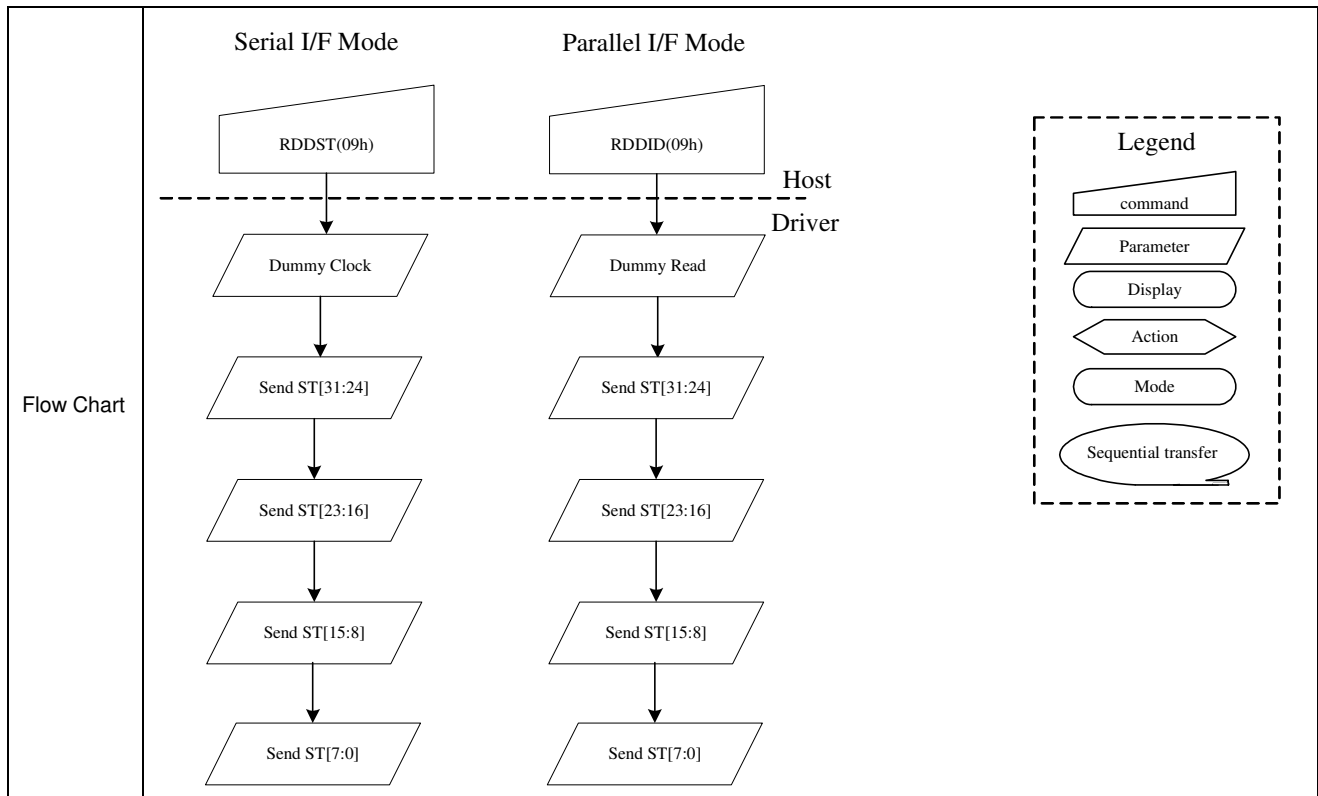 Flow Chart
Serial I/F Mode
RDDST(09h)
Dummy Clock
Send ST[31:24]
Send ST[23:16]
Send ST[15:8]
Send ST[7:0]
Parallel I/F Mode
RDDID(09h)
Host
Driver
Dummy Read
Send ST[31:24]
Send ST[23:16]
Send ST[15:8]
Send ST[7:0]
Legend
command
Parameter
Display
Action
Mode
Sequential transfer